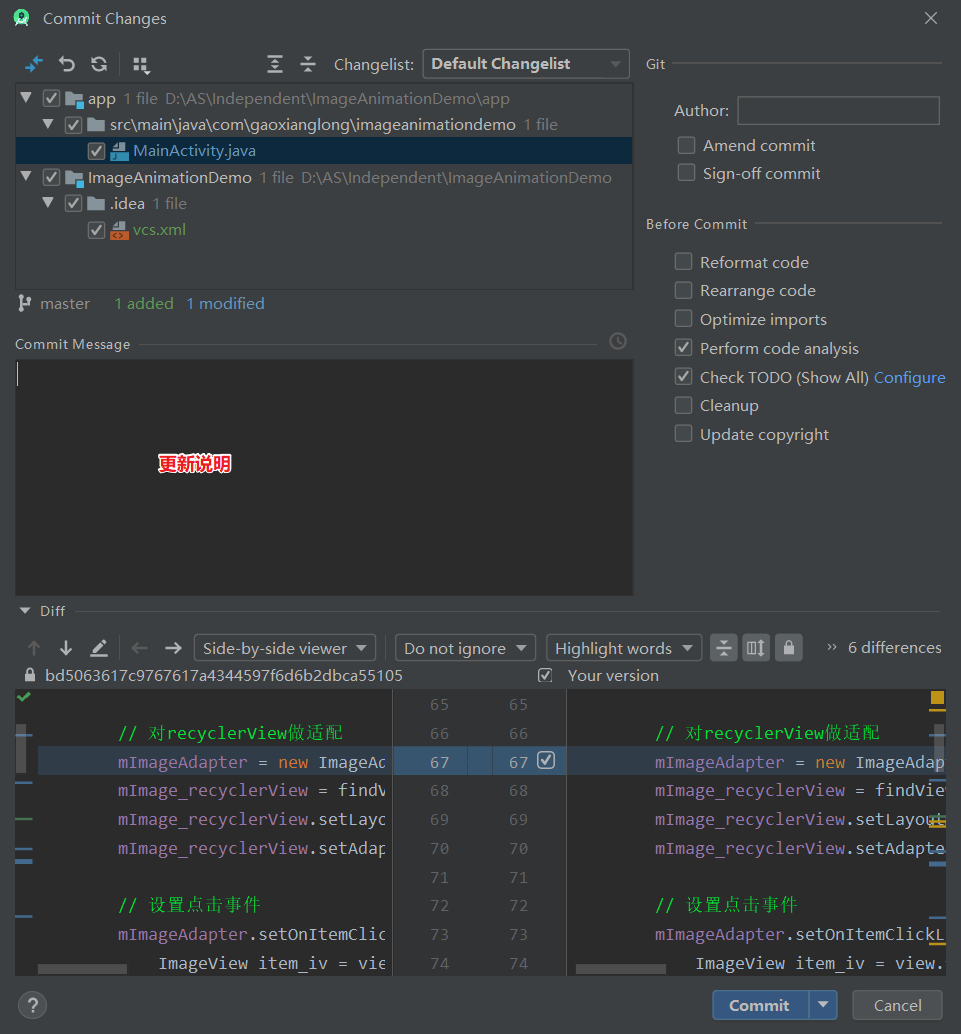 Commit Changes
Changelist: Default Changelist
app 1 file D:\AS\Independent\ImageAnimationDemo\app
src\main\java\com\gaoxianglong\imageanimationdemo 1 file
MainActivity.java
ImageAnimationDemo 1 file D:\AS\Independent\ImageAnimationDemo
.idea 1 file
vcs.xml
master 1 added 1 modified
Git
Author:
Amend commit
Sign-off commit
Before Commit
Reformat code
Rearrange code
Optimize imports
Perform code analysis
Check TODO (Show All) Configure
Cleanup
Update copyright
Commit Message
更新说明
Diff
Side-by-side viewer Do not ignore Highlight words 6 differences
bd5063617c9767617a4344597f6d6b2dbca55105 Your version
65 65
// 对recyclerView做适配 66 66 // 对recyclerView做适配
mImageAdapter = new ImageAd 67 67 mImageAdapter = new ImageAdap
mImage_recyclerView = findV 68 68 mImage_recyclerView = findVie
mImage_recyclerView.setLayo 69 69 mImage_recyclerView.setLayout
mImage_recyclerView.setAdap 70 70 mImage_recyclerView.setAdapte
71 71
// 设置点击事件 72 72 // 设置点击事件
mImageAdapter.setOnItemClic 73 73 mImageAdapter.setOnItemClickL
ImageView item_iv = vie 74 74 ImageView item_iv = view.
? Commit Cancel